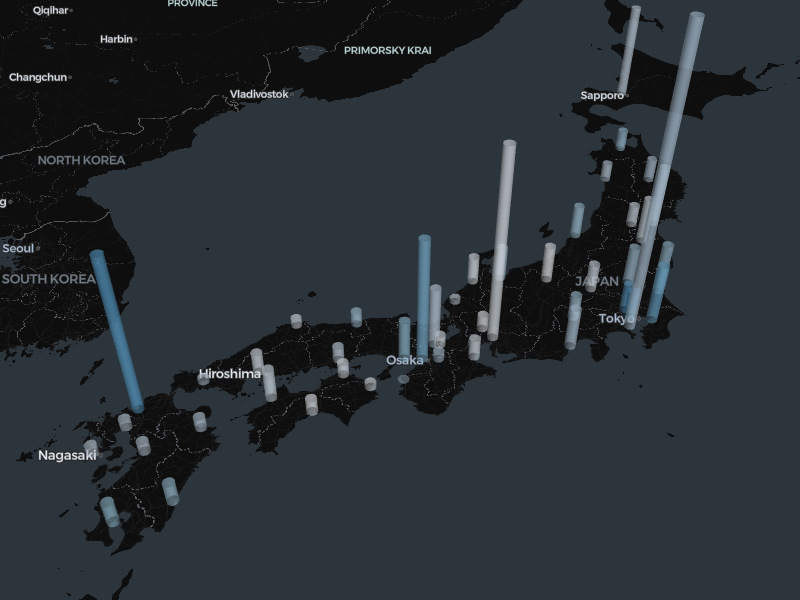 PROVINCE
Qiqihar
Harbin
PRIMORSKY KRAI
Changchun
Vladivostok
Sapporo
NORTH KOREA
g
Seoul
SOUTH KOREA
JAPAN
Tokyo
Osaka
Hiroshima
Nagasaki